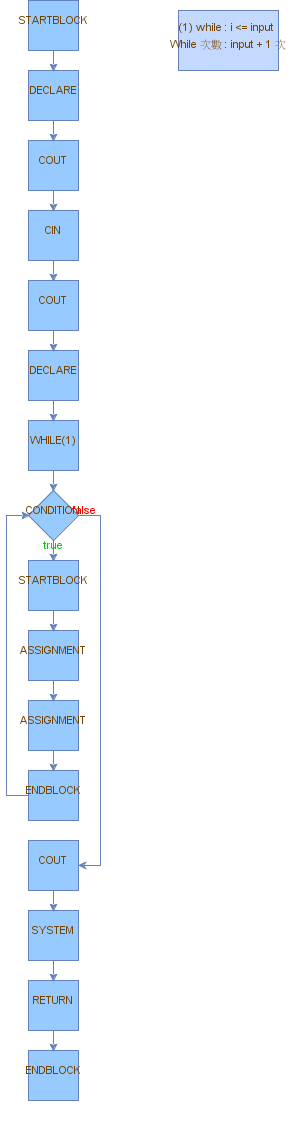 STARTBLOCK
(1) while : i <= input
While 次數 : input + 1 次
DECLARE
COUT
CIN
COUT
DECLARE
WHILE(1)
CONDITION
false
true
STARTBLOCK
ASSIGNMENT
ASSIGNMENT
ENDBLOCK
COUT
SYSTEM
RETURN
ENDBLOCK